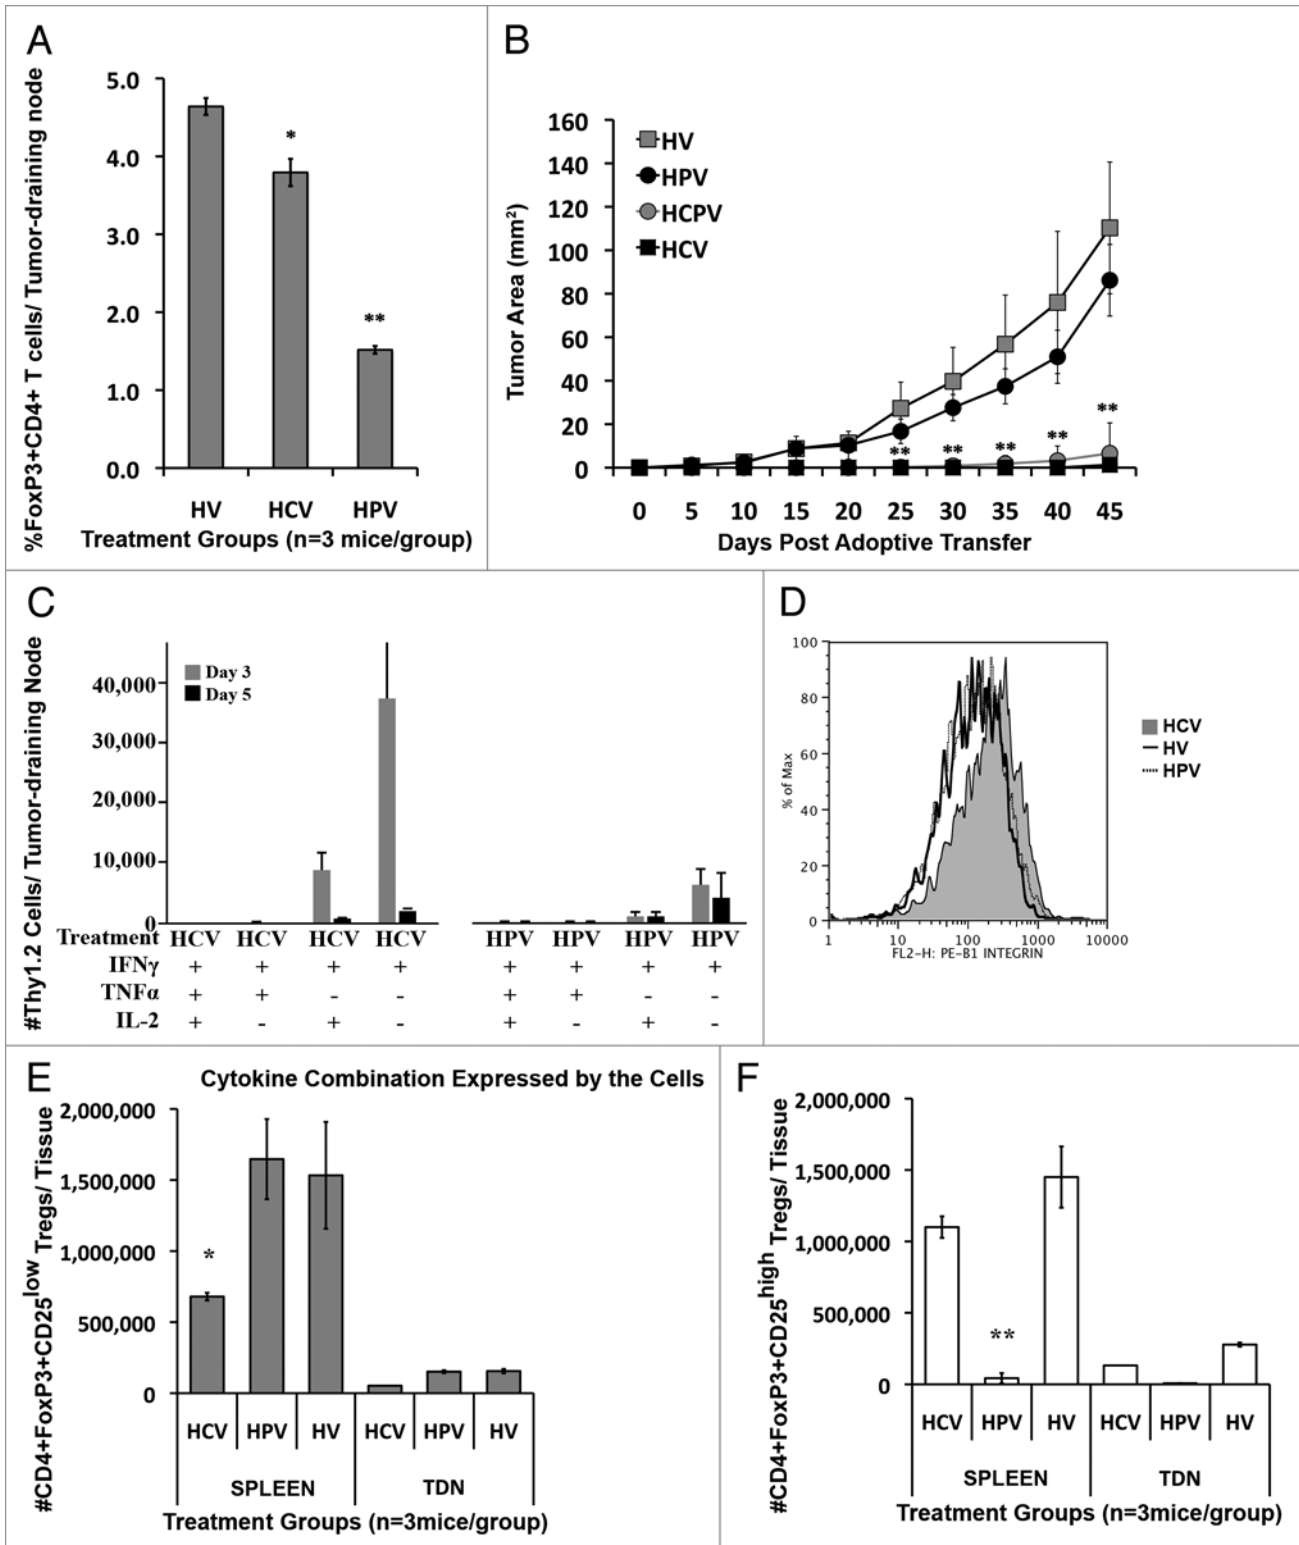 A
%FoxP3+CD4+ T cells/ Tumor-draining node
5.0
4.0
3.0
2.0
1.0
0.0
*
**
HV HCV HPV
Treatment Groups (n=3 mice/group)
B
Tumor Area (mm²)
160
140
120
100
80
60
40
20
0
HV
HPV
HCPV
HCV
** ** ** ** **
0 5 10 15 20 25 30 35 40 45
Days Post Adoptive Transfer
C
#Thy1.2 Cells/ Tumor-draining Node
40,000
30,000
20,000
10,000
0
Day 3
Day 5
Treatment HCV HCV HCV HCV HPV HPV HPV HPV
IFNγ + + + + + + + +
TNFα + + - - + + - -
IL-2 + - + - + - + -
D
% of Max
100
80
60
40
20
0
1 10 100 1000 10000
FL2-H: PE-B1 INTEGRIN
HCV
HV
HPV
E
Cytokine Combination Expressed by the Cells
#CD4+FoxP3+CD25low Tregs/ Tissue
2,000,000
1,500,000
1,000,000
500,000
0
*
HCV HPV HV HCV HPV HV
SPLEEN TDN
Treatment Groups (n=3mice/group)
F
#CD4+FoxP3+CD25high Tregs/ Tissue
2,000,000
1,500,000
1,000,000
500,000
0
**
HCV HPV HV HCV HPV HV
SPLEEN TDN
Treatment Groups (n=3mice/group)